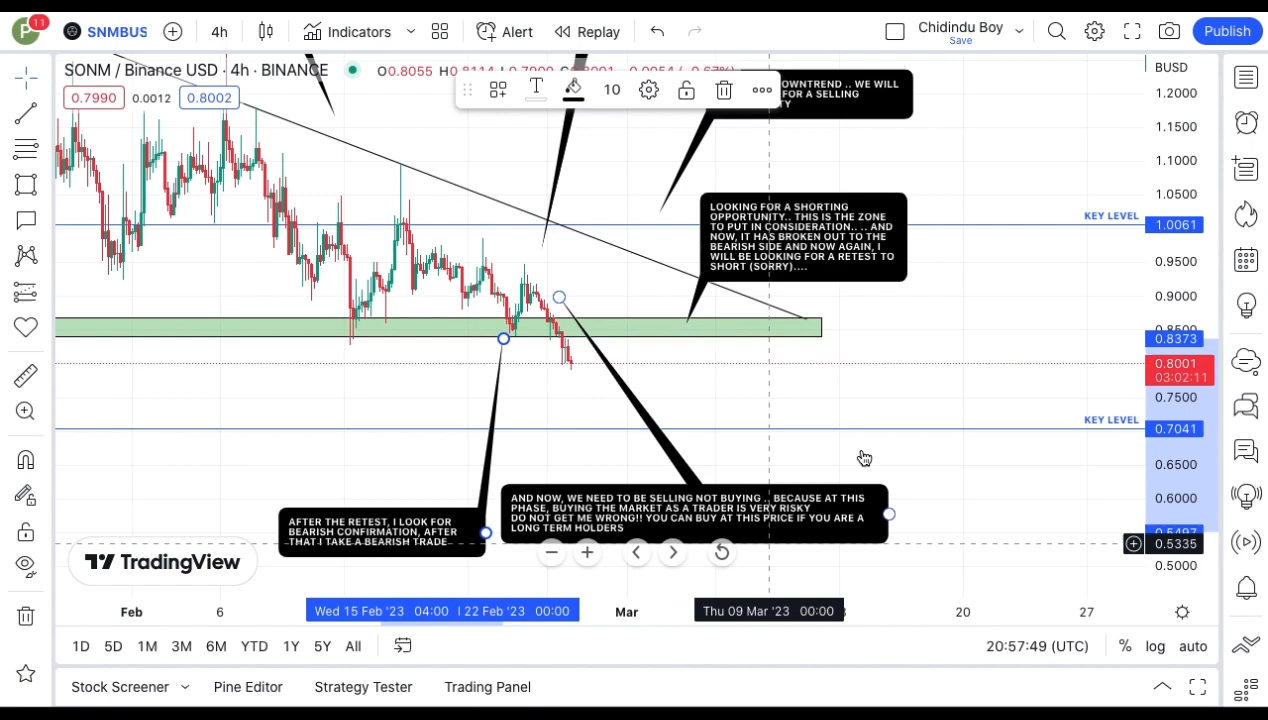 P 11
SNMBUS
4h
Indicators
Alert
Replay
Chidindu Boy
Save
Publish
SONM / Binance USD · 4h · BINANCE
O0.8055
0.7990
0.0012
0.8002
10
OWNTREND .. WE WILL
FOR A SELLING
TY
LOOKING FOR A SHORTING
OPPORTUNITY.. THIS IS THE ZONE
TO PUT IN CONSIDERATION.. .. AND
NOW, IT HAS BROKEN OUT TO THE
BEARISH SIDE AND NOW AGAIN, I
WILL BE LOOKING FOR A RETEST TO
SHORT (SORRY)....
AND NOW, WE NEED TO BE SELLING NOT BUYING .. BECAUSE AT THIS
PHASE, BUYING THE MARKET AS A TRADER IS VERY RISKY
DO NOT GET ME WRONG!! YOU CAN BUY AT THIS PRICE IF YOU ARE A
LONG TERM HOLDERS
AFTER THE RETEST, I LOOK FOR
BEARISH CONFIRMATION, AFTER
THAT I TAKE A BEARISH TRADE
KEY LEVEL
KEY LEVEL
BUSD
1.2000
1.1500
1.1000
1.0500
1.0061
0.9500
0.9000
0.8500
0.8373
0.8001
03:02:11
0.7500
0.7041
0.6500
0.6000
0.5497
0.5335
0.5000
TradingView
Feb
6
Wed 15 Feb '23 04:00
22 Feb '23 00:00
Mar
Thu 09 Mar '23 00:00
20
27
1D 5D 1M 3M 6M YTD 1Y 5Y All
20:57:49 (UTC)
% log auto
Stock Screener
Pine Editor
Strategy Tester
Trading Panel